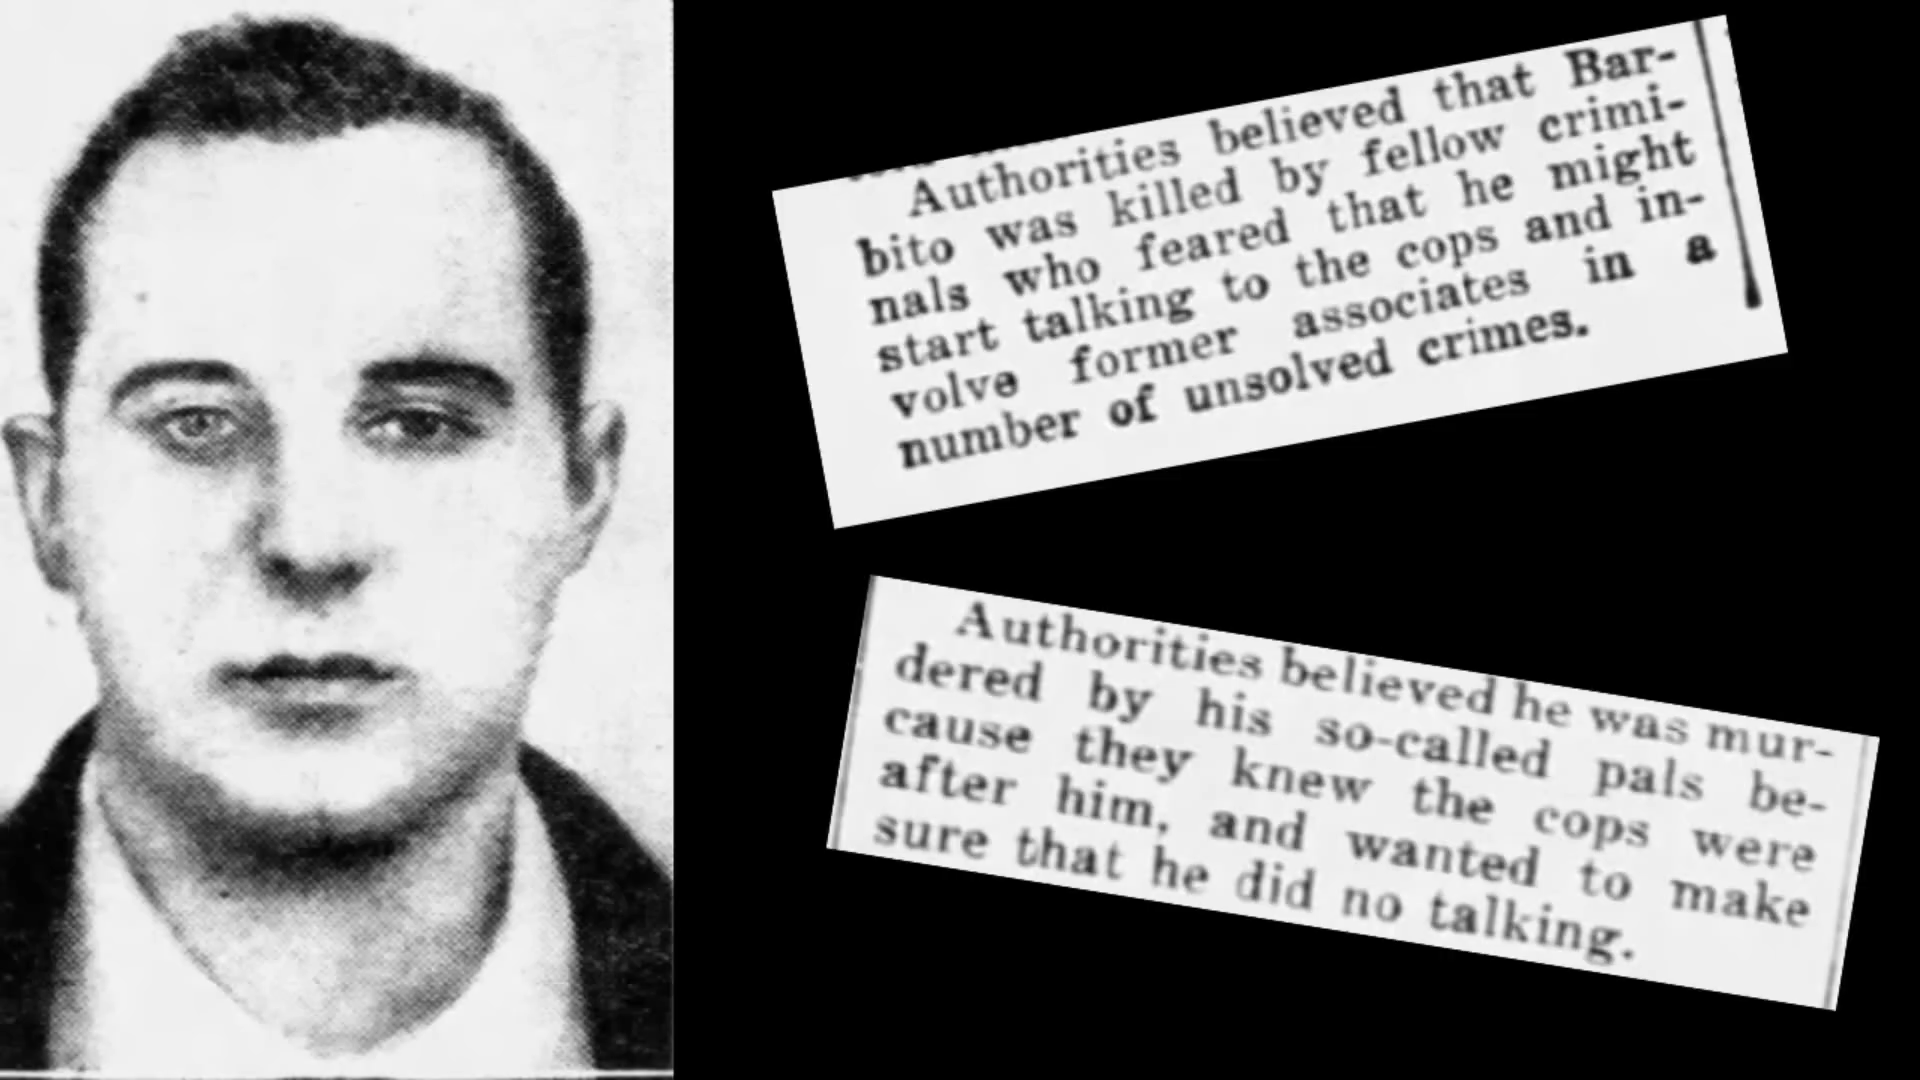 Authorities believed that Bar-
bito was killed by fellow crimi-
nals who feared that he might
start talking to the cops and in-
volve former associates in a
number of unsolved crimes.
Authorities believed he was mur-
dered by his so-called pals be-
cause they knew the cops were
after him, and wanted to make
sure that he did no talking.